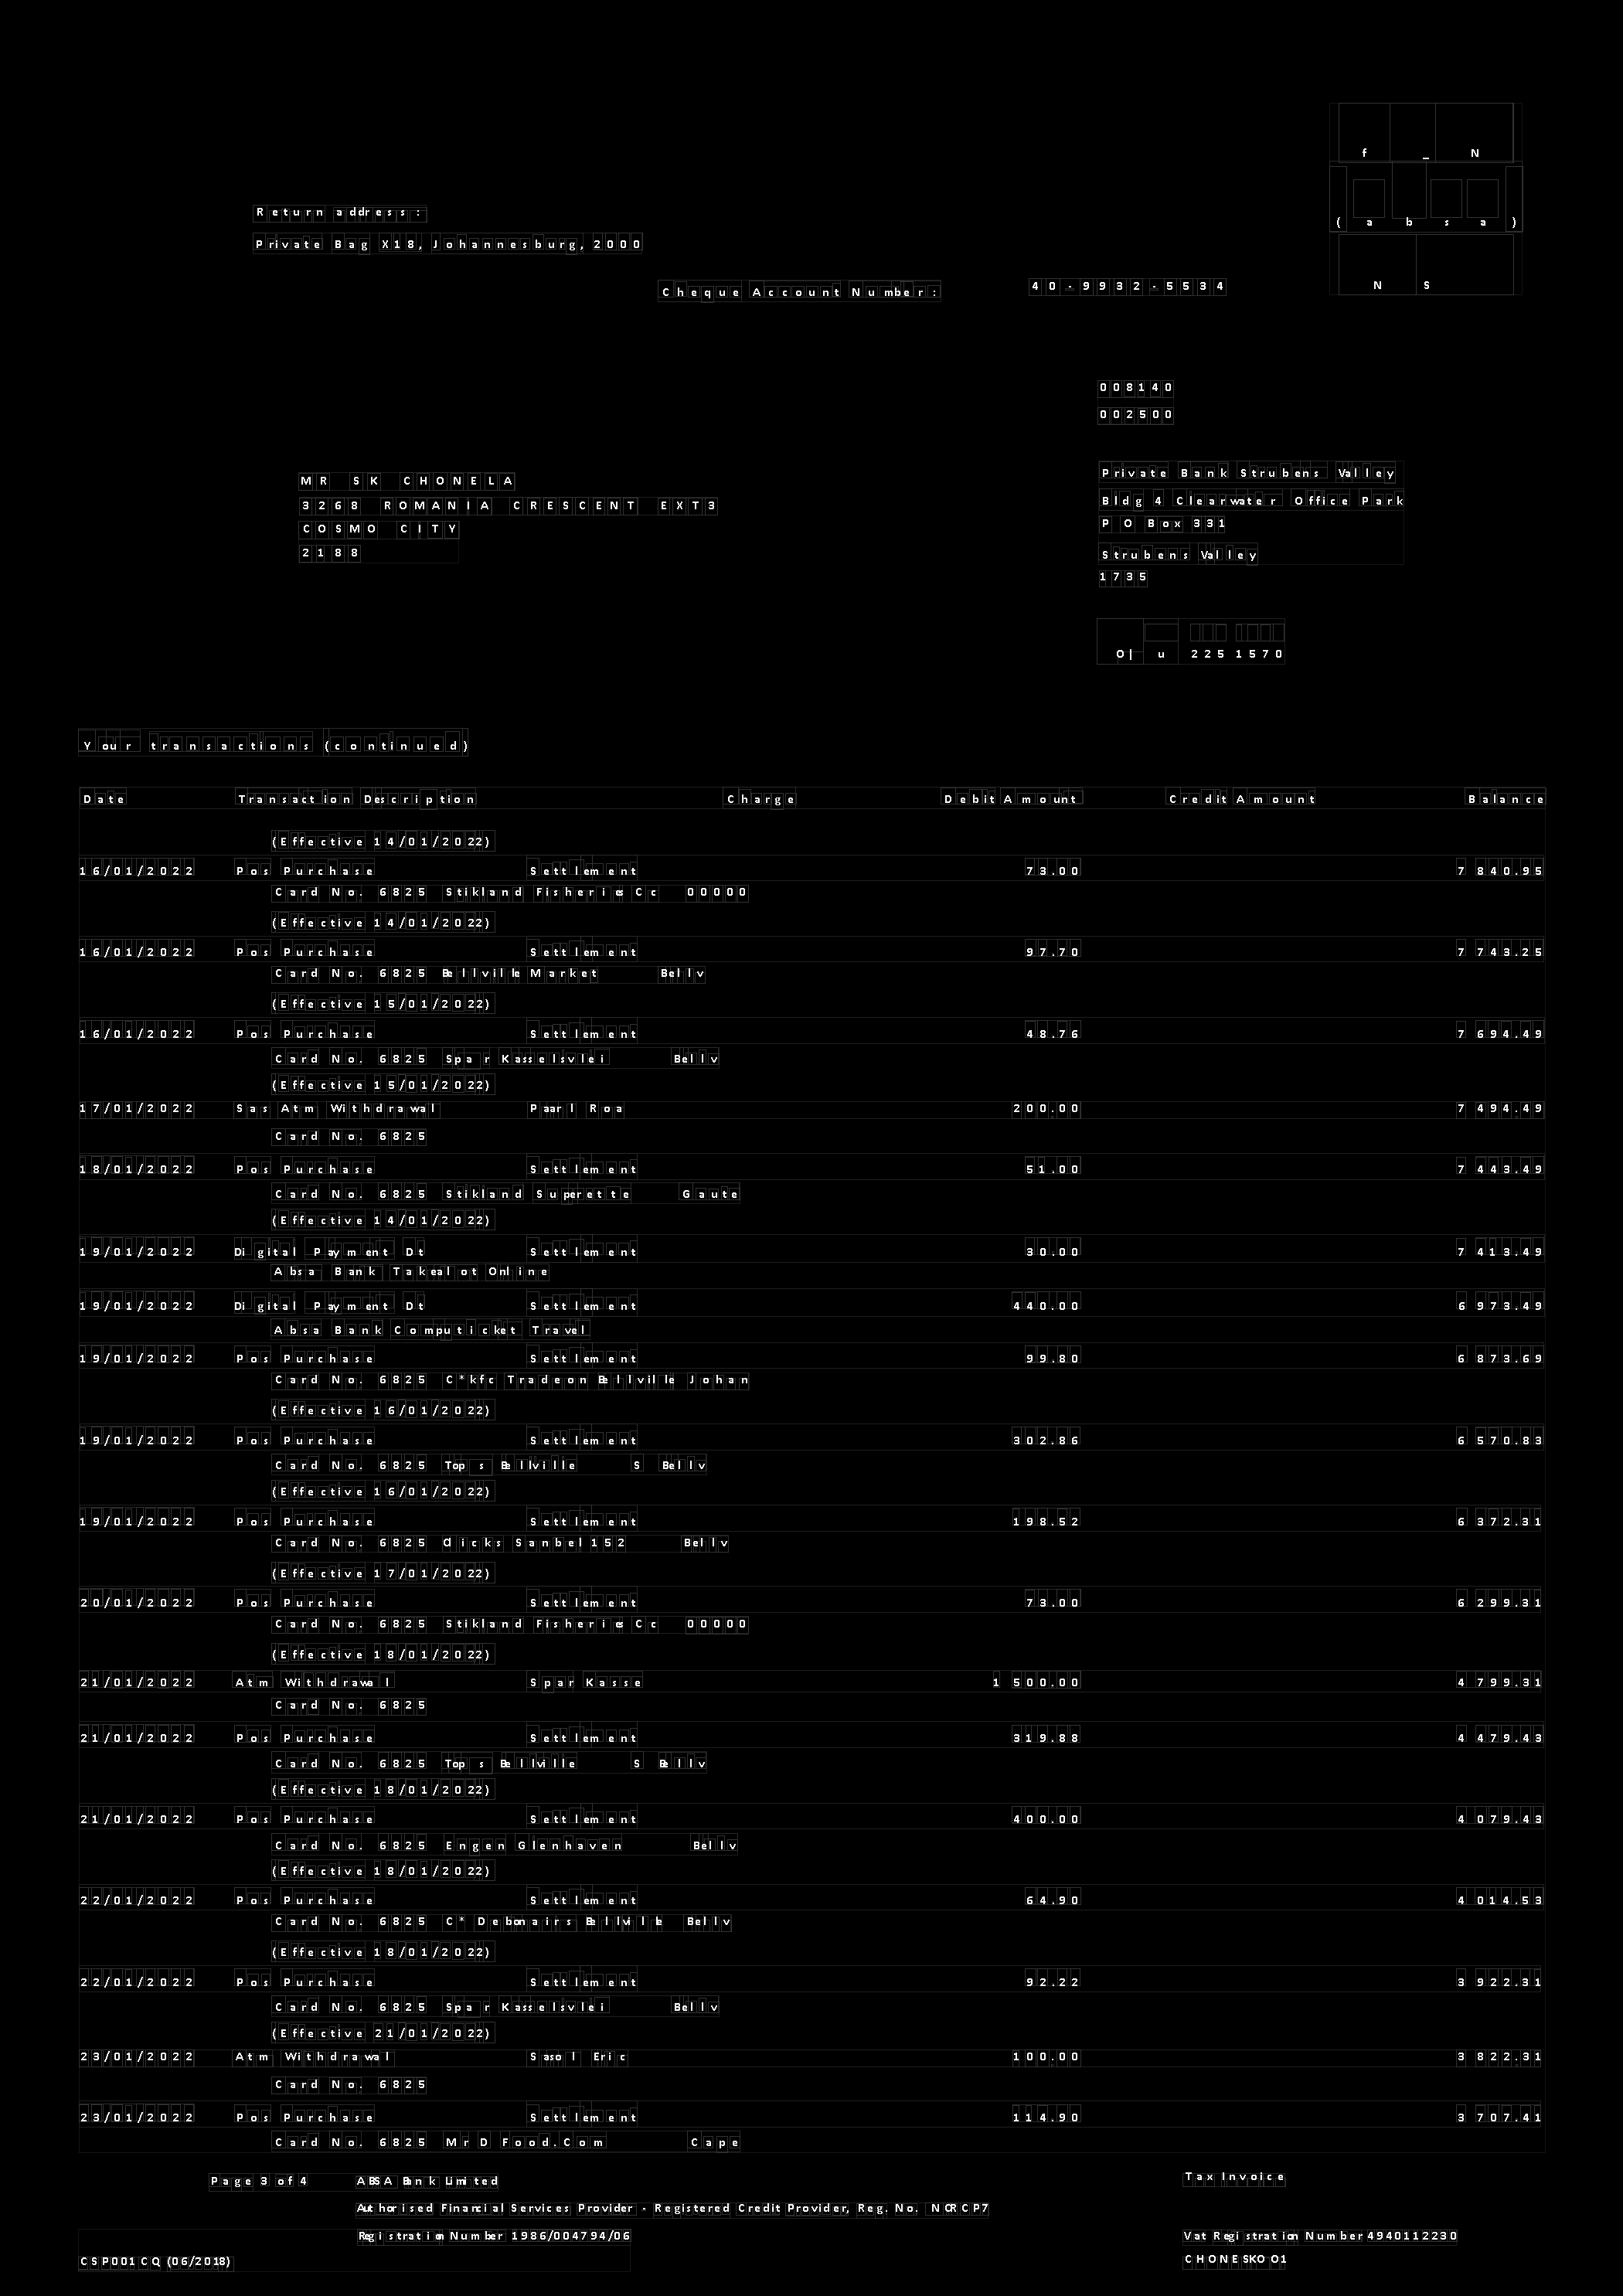 (absa)
Return address:
Private Bag X18, Johannesburg, 2000
Cheque Account Number: 40-9932-5534
008140
002500
MR SK CHONELA
3268 ROMANIA CRESCENT EXT3
COSMO CITY
2188
Private Bank Strubens Valley
Bldg 4 Clearwater Office Park
P O Box 331
Strubens Valley
1735
225 1570
Your transactions (continued)
Date Transaction Description Charge Debit Amount Credit Amount Balance
(Effective 14/01/2022)
16/01/2022 Pos Purchase Settlement 73.00 7 840.95
Card No. 6825 Stikland Fisheries Cc 00000
(Effective 14/01/2022)
16/01/2022 Pos Purchase Settlement 97.70 7 743.25
Card No. 6825 Bellville Market Bellv
(Effective 15/01/2022)
16/01/2022 Pos Purchase Settlement 48.76 7 694.49
Card No. 6825 Spar Kasselsvlei Bellv
(Effective 15/01/2022)
17/01/2022 Sas Atm Withdrawal Paarl Roa 200.00 7 494.49
Card No. 6825
18/01/2022 Pos Purchase Settlement 51.00 7 443.49
Card No. 6825 Stikland Superette Gaute
(Effective 14/01/2022)
19/01/2022 Digital Payment Dt Settlement 30.00 7 413.49
Absa Bank Takealot Online
19/01/2022 Digital Payment Dt Settlement 440.00 6 973.49
Absa Bank Computicket Travel
19/01/2022 Pos Purchase Settlement 99.80 6 873.69
Card No. 6825 C*kfc Tradeon Bellville Johan
(Effective 16/01/2022)
19/01/2022 Pos Purchase Settlement 302.86 6 570.83
Card No. 6825 Tops Bellville S Bellv
(Effective 16/01/2022)
19/01/2022 Pos Purchase Settlement 198.52 6 372.31
Card No. 6825 Clicks Sanbel 152 Bellv
(Effective 17/01/2022)
20/01/2022 Pos Purchase Settlement 73.00 6 299.31
Card No. 6825 Stikland Fisheries Cc 00000
(Effective 18/01/2022)
21/01/2022 Atm Withdrawal Spar Kasse 1 500.00 4 799.31
Card No. 6825
21/01/2022 Pos Purchase Settlement 319.88 4 479.43
Card No. 6825 Tops Bellville S Bellv
(Effective 18/01/2022)
21/01/2022 Pos Purchase Settlement 400.00 4 079.43
Card No. 6825 Engen Glenhaven Bellv
(Effective 18/01/2022)
22/01/2022 Pos Purchase Settlement 64.90 4 014.53
Card No. 6825 C* Debonairs Bellville Bellv
(Effective 18/01/2022)
22/01/2022 Pos Purchase Settlement 92.22 3 922.31
Card No. 6825 Spar Kasselsvlei Bellv
(Effective 21/01/2022)
23/01/2022 Atm Withdrawal Sasol Eric 100.00 3 822.31
Card No. 6825
23/01/2022 Pos Purchase Settlement 114.90 3 707.41
Card No. 6825 Mr D Food.Com Cape
Page 3 of 4 ABSA Bank Limited Tax Invoice
Authorised Financial Services Provider - Registered Credit Provider, Reg. No. NCRCP7
Registration Number 1986/004794/06 Vat Registration Number 4940112230
CSP001CQ (06/2018) CHONESKO 01